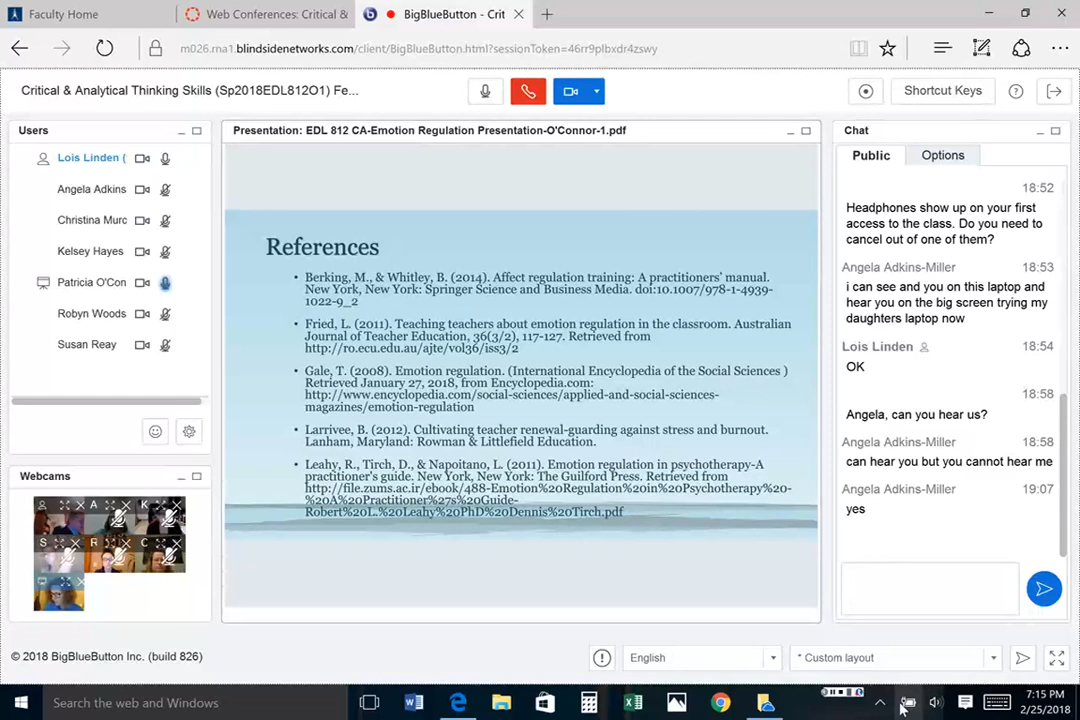 Faculty Home
Web Conferences: Critical &
BigBlueButton - Crit
m026.rna1.blindsidenetworks.com/client/BigBlueButton.html?sessionToken=46rr9plbxdr4zswy
Critical & Analytical Thinking Skills (Sp2018EDL812O1) Fe...
Shortcut Keys
Users
Lois Linden (
Angela Adkins
Christina Murc
Kelsey Hayes
Patricia O'Con
Robyn Woods
Susan Reay
Webcams
A
K
S
R
C
Presentation: EDL 812 CA-Emotion Regulation Presentation-O'Connor-1.pdf
References
• Berking, M., & Whitley, B. (2014). Affect regulation training: A practitioners' manual.
New York, New York: Springer Science and Business Media. doi:10.1007/978-1-4939-
1022-9_2
• Fried, L. (2011). Teaching teachers about emotion regulation in the classroom. Australian
Journal of Teacher Education, 36(3/2), 117-127. Retrieved from
http://ro.ecu.edu.au/ajte/vol36/iss3/2
• Gale, T. (2008). Emotion regulation. (International Encyclopedia of the Social Sciences )
Retrieved January 27, 2018, from Encyclopedia.com:
http://www.encyclopedia.com/social-sciences/applied-and-social-sciences-
magazines/emotion-regulation
• Larrivee, B. (2012). Cultivating teacher renewal-guarding against stress and burnout.
Lanham, Maryland: Rowman & Littlefield Education.
• Leahy, R., Tirch, D., & Napoitano, L. (2011). Emotion regulation in psychotherapy-A
practitioner's guide. New York, New York: The Guilford Press. Retrieved from
http://file.zums.ac.ir/ebook/488-Emotion%20Regulation%20in%20Psychotherapy%20-
%20A%20Practitioner%27s%20Guide-
Robert%20L.%20Leahy%20PhD%20Dennis%20Tirch.pdf
Chat
Public
Options
18:52
Headphones show up on your first
access to the class. Do you need to
cancel out of one of them?
Angela Adkins-Miller 18:53
i can see and you on this laptop and
hear you on the big screen trying my
daughters laptop now
Lois Linden 18:54
OK
18:58
Angela, can you hear us?
Angela Adkins-Miller 18:58
can hear you but you cannot hear me
Angela Adkins-Miller 19:07
yes
© 2018 BigBlueButton Inc. (build 826)
English
* Custom layout
Search the web and Windows
7:15 PM
2/25/2018